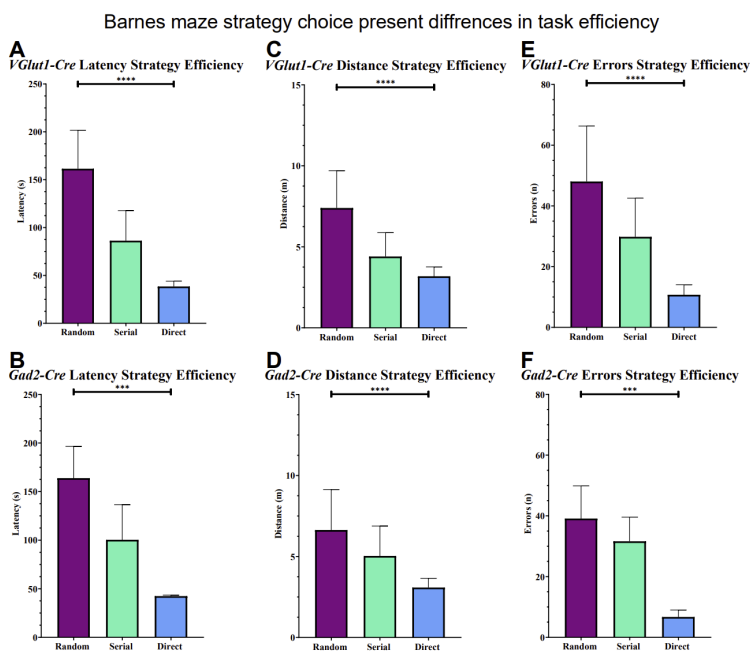 Barnes maze strategy choice present diffrences in task efficiency
A
VGlut1-Cre Latency Strategy Efficiency
****
250
200
150
100
50
0
Latency (s)
Random Serial Direct
C
VGlut1-Cre Distance Strategy Efficiency
****
15
10
5
0
Distance (m)
Random Serial Direct
E
VGlut1-Cre Errors Strategy Efficiency
****
80
60
40
20
0
Errors (n)
Random Serial Direct
B
Gad2-Cre Latency Strategy Efficiency
***
250
200
150
100
50
0
Latency (s)
Random Serial Direct
D
Gad2-Cre Distance Strategy Efficiency
****
15
10
5
0
Distance (m)
Random Serial Direct
F
Gad2-Cre Errors Strategy Efficiency
***
80
60
40
20
0
Errors (n)
Random Serial Direct